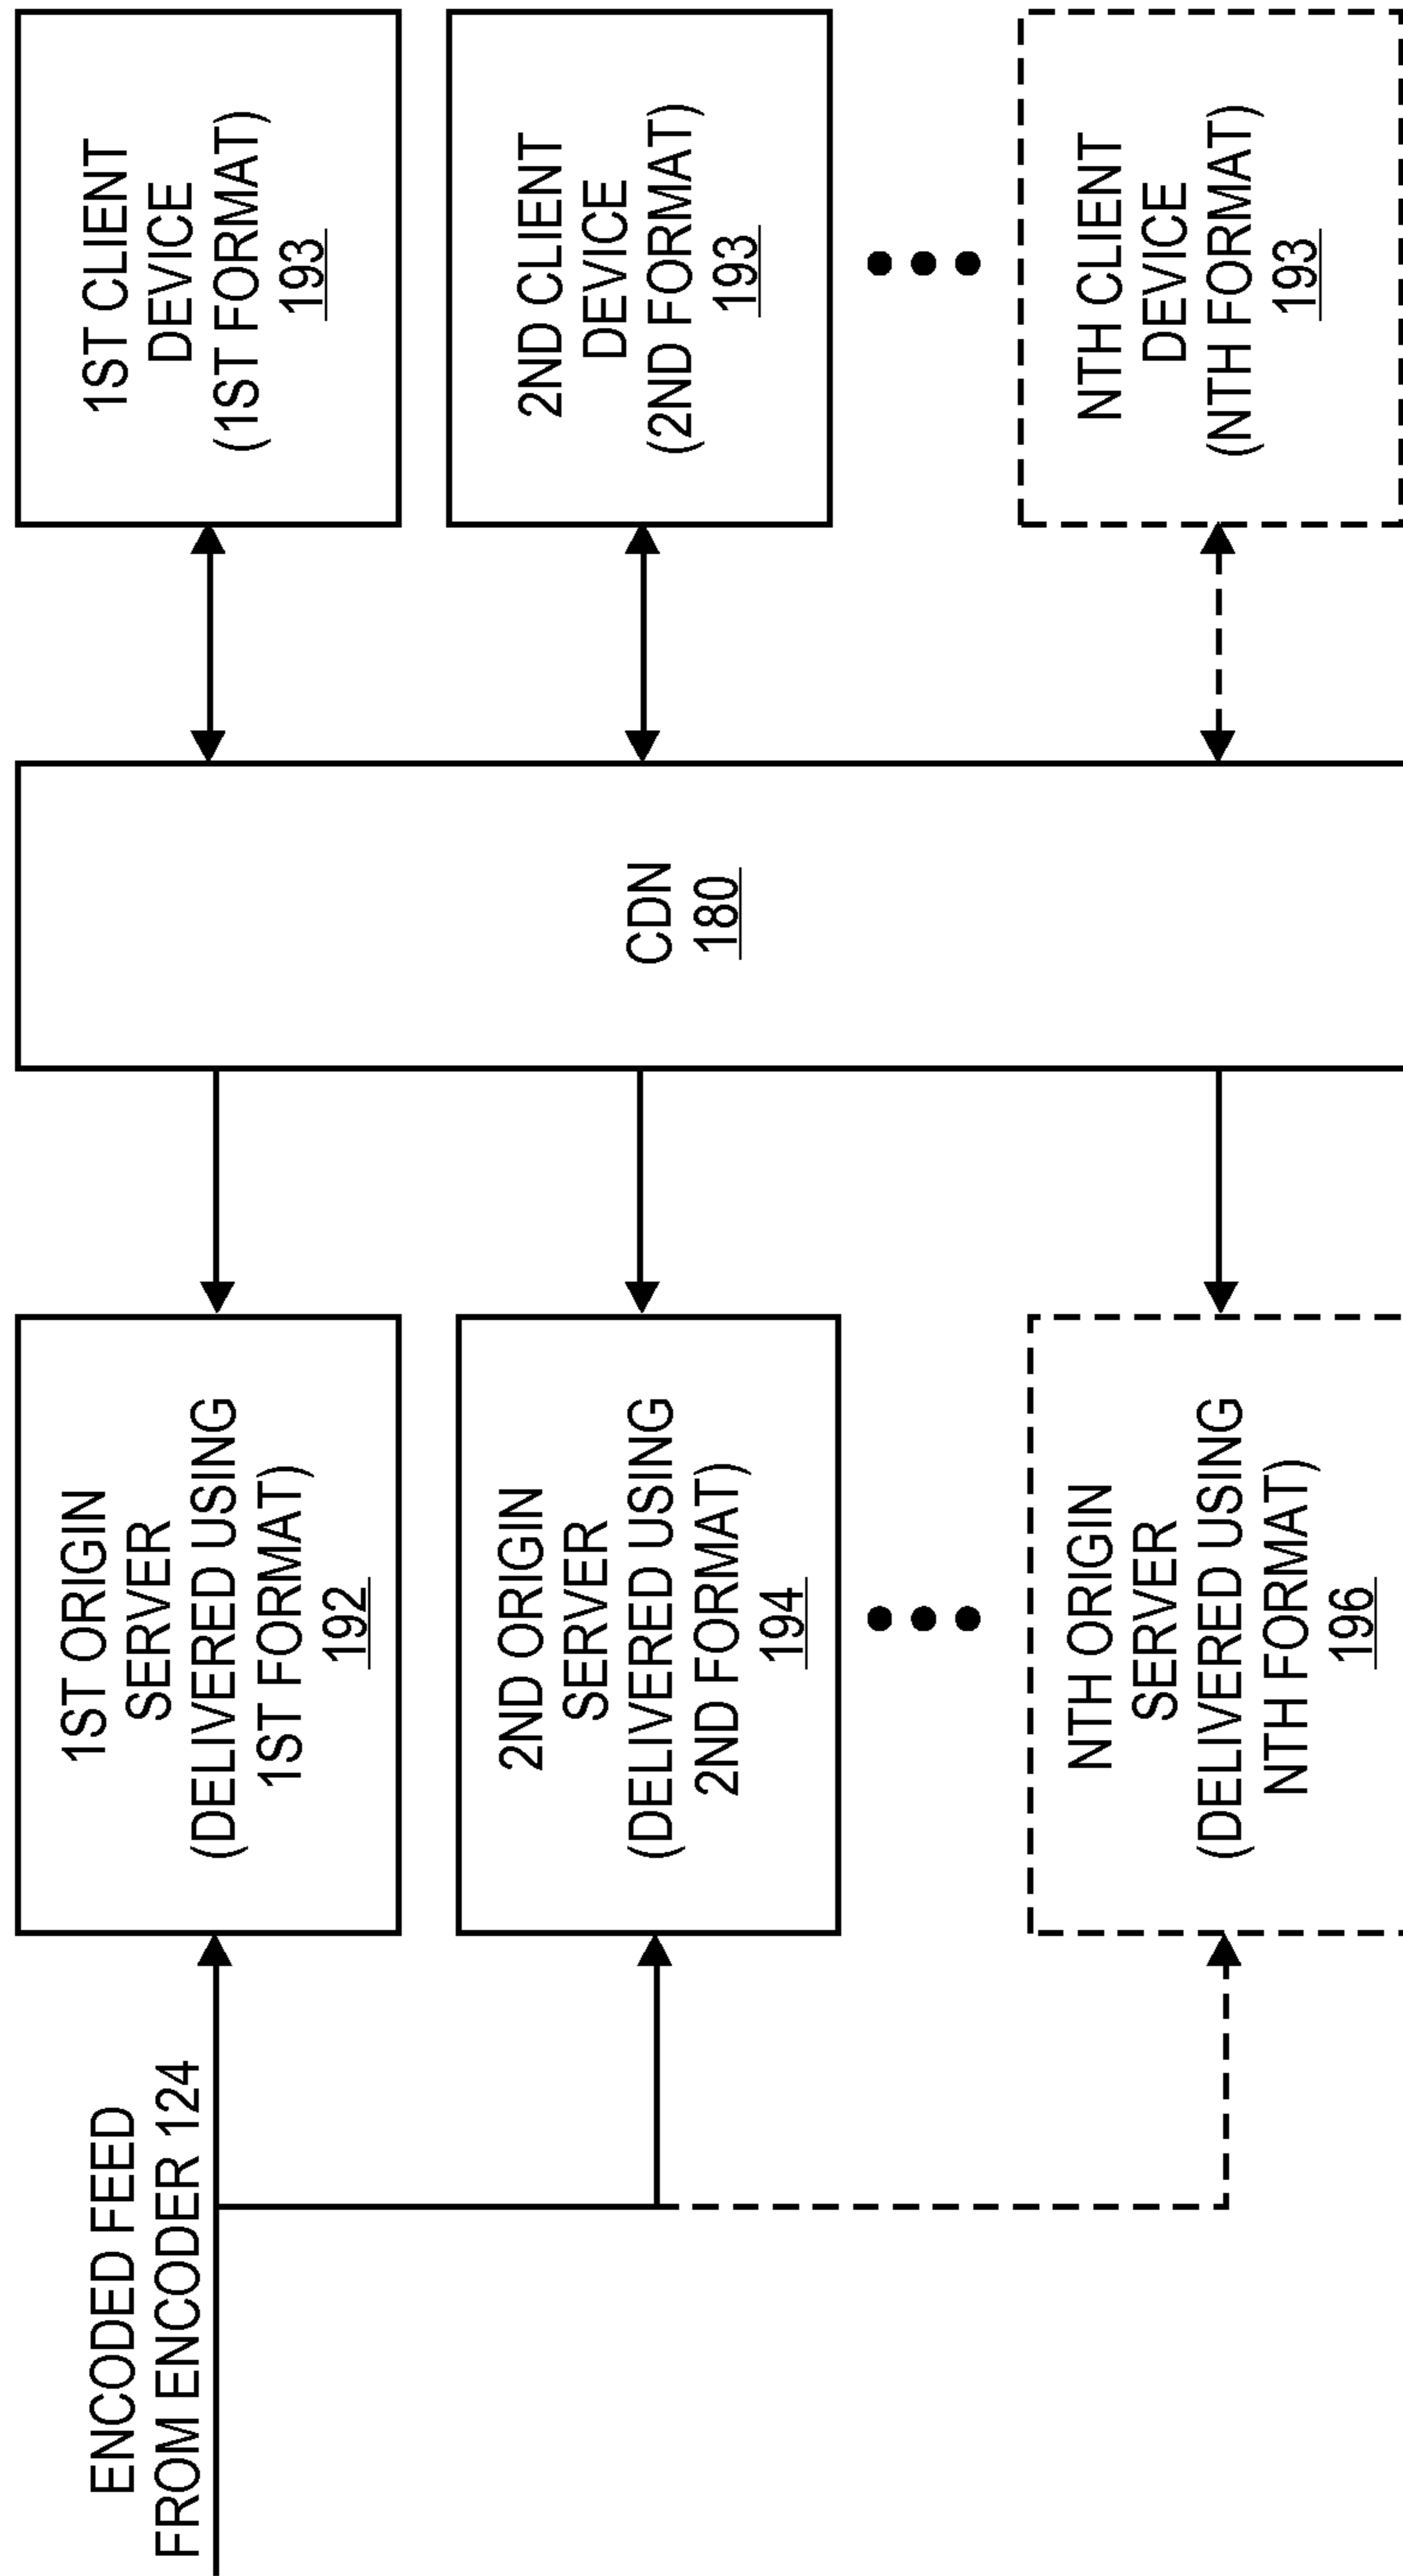 ENCODED FEED
FROM ENCODER 124
1ST ORIGIN
SERVER
(DELIVERED USING
1ST FORMAT)
192
2ND ORIGIN
SERVER
(DELIVERED USING
2ND FORMAT)
194
NTH ORIGIN
SERVER
(DELIVERED USING
NTH FORMAT)
196
CDN
180
1ST CLIENT
DEVICE
(1ST FORMAT)
193
2ND CLIENT
DEVICE
(2ND FORMAT)
193
NTH CLIENT
DEVICE
(NTH FORMAT)
193